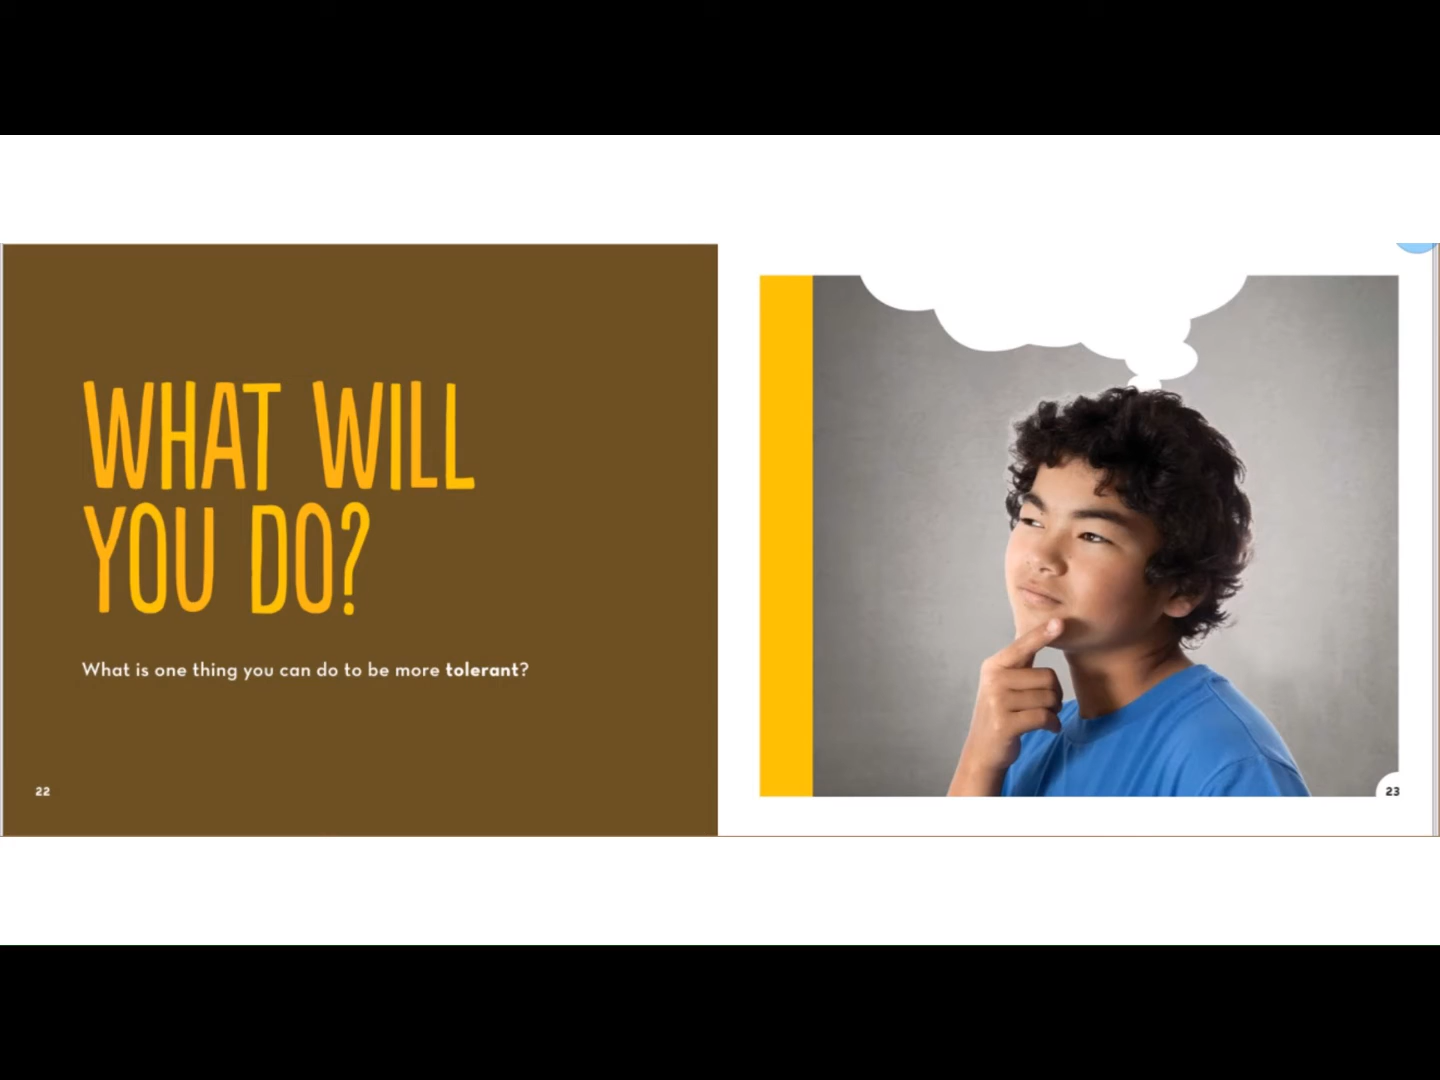 WHAT WILL
YOU DO?
What is one thing you can do to be more tolerant?
22
23